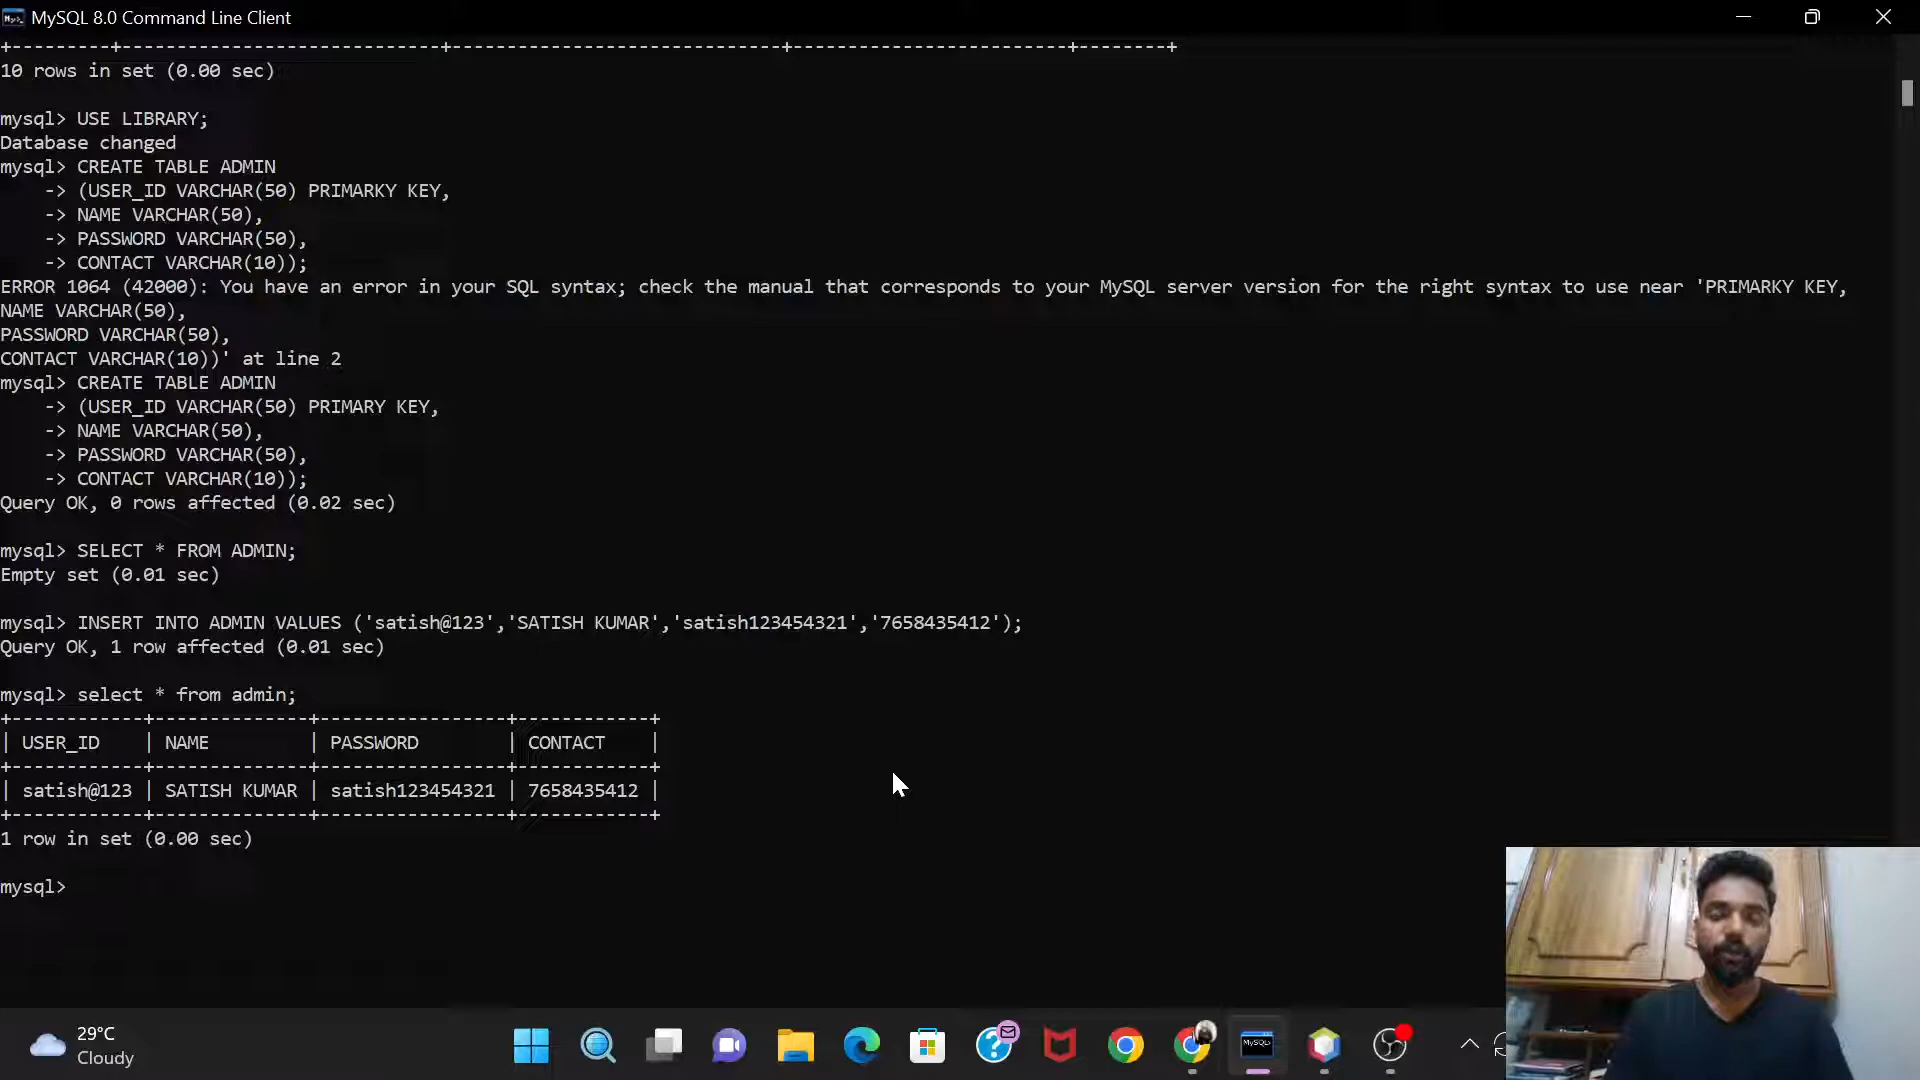 MySQL 8.0 Command Line Client
+---------+-----------------------------+------------------------------+-------------------------+--------+
10 rows in set (0.00 sec)
mysql> USE LIBRARY;
Database changed
mysql> CREATE TABLE ADMIN
    -> (USER_ID VARCHAR(50) PRIMARKY KEY,
    -> NAME VARCHAR(50),
    -> PASSWORD VARCHAR(50),
    -> CONTACT VARCHAR(10));
ERROR 1064 (42000): You have an error in your SQL syntax; check the manual that corresponds to your MySQL server version for the right syntax to use near 'PRIMARKY KEY,
NAME VARCHAR(50),
PASSWORD VARCHAR(50),
CONTACT VARCHAR(10))' at line 2
mysql> CREATE TABLE ADMIN
    -> (USER_ID VARCHAR(50) PRIMARY KEY,
    -> NAME VARCHAR(50),
    -> PASSWORD VARCHAR(50),
    -> CONTACT VARCHAR(10));
Query OK, 0 rows affected (0.02 sec)
mysql> SELECT * FROM ADMIN;
Empty set (0.01 sec)
mysql> INSERT INTO ADMIN VALUES ('satish@123','SATISH KUMAR','satish123454321','7658435412');
Query OK, 1 row affected (0.01 sec)
mysql> select * from admin;
+------------+--------------+-----------------+------------+
| USER_ID    | NAME         | PASSWORD        | CONTACT    |
+------------+--------------+-----------------+------------+
| satish@123 | SATISH KUMAR | satish123454321 | 7658435412 |
+------------+--------------+-----------------+------------+
1 row in set (0.00 sec)
mysql>
29°C
Cloudy
MySQL